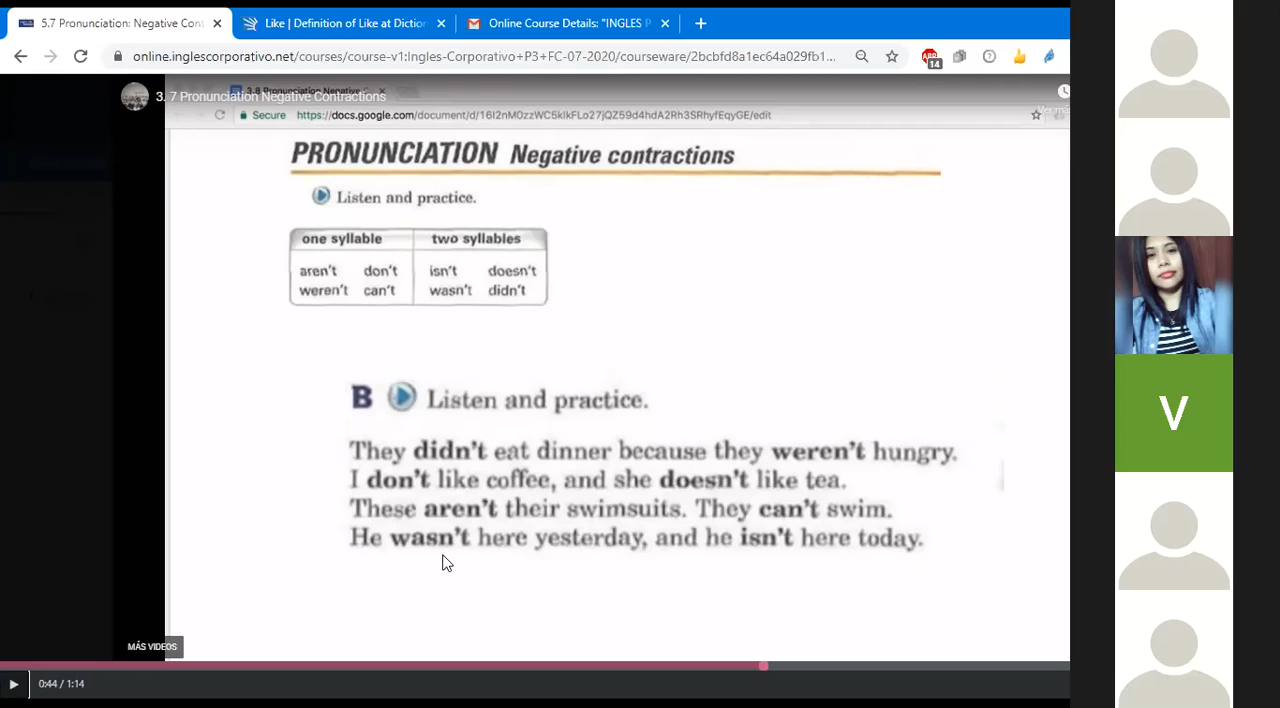 5.7 Pronunciation: Negative Cont
Like | Definition of Like at Diction
Online Course Details: "INGLES P
online.inglescorporativo.net/courses/course-v1:Ingles-Corporativo+P3+FC-07-2020/courseware/2bcbfd8a1ec64a029fb1...
14
3. 7 Pronunciation Negative Contractions
Secure https://docs.google.com/document/d/16I2nM0zzWC5kIkFLo27jQZ59d4hdA2Rh3SRhyfEqyGE/edit
PRONUNCIATION Negative contractions
Listen and practice.
one syllable two syllables
aren't don't isn't doesn't
weren't can't wasn't didn't
B Listen and practice.
They didn't eat dinner because they weren't hungry.
I don't like coffee, and she doesn't like tea.
These aren't their swimsuits. They can't swim.
He wasn't here yesterday, and he isn't here today.
V
MÁS VIDEOS
0:44 / 1:14